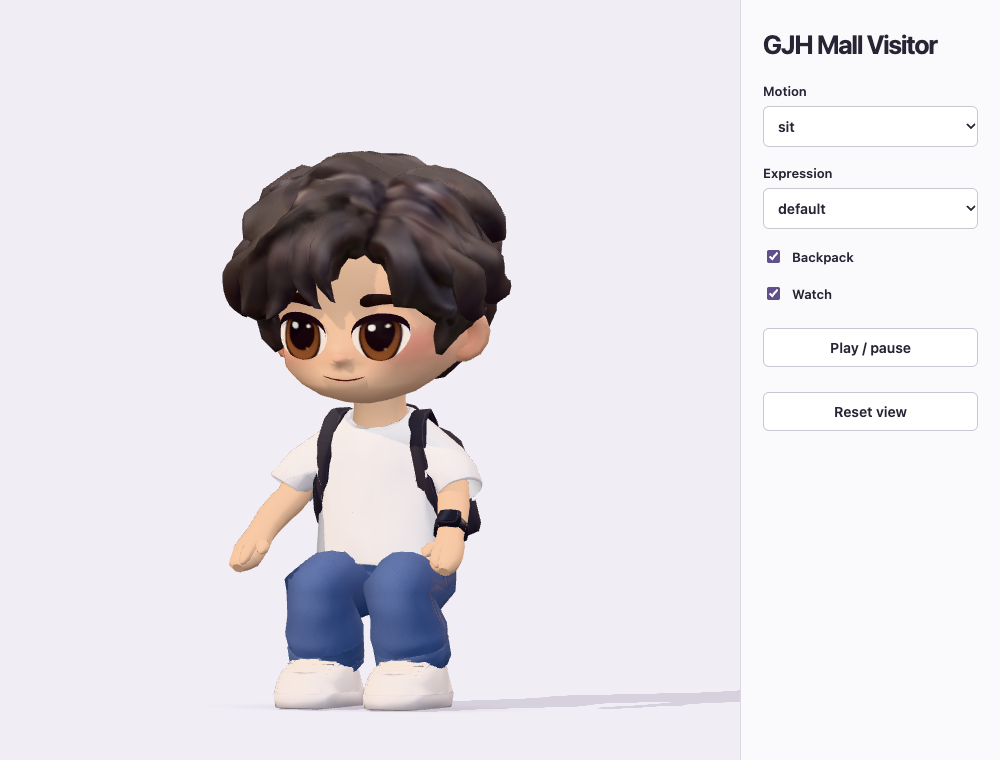 GJH Mall Visitor
Motion
sit
Expression
default
Backpack
Watch
Play / pause
Reset view